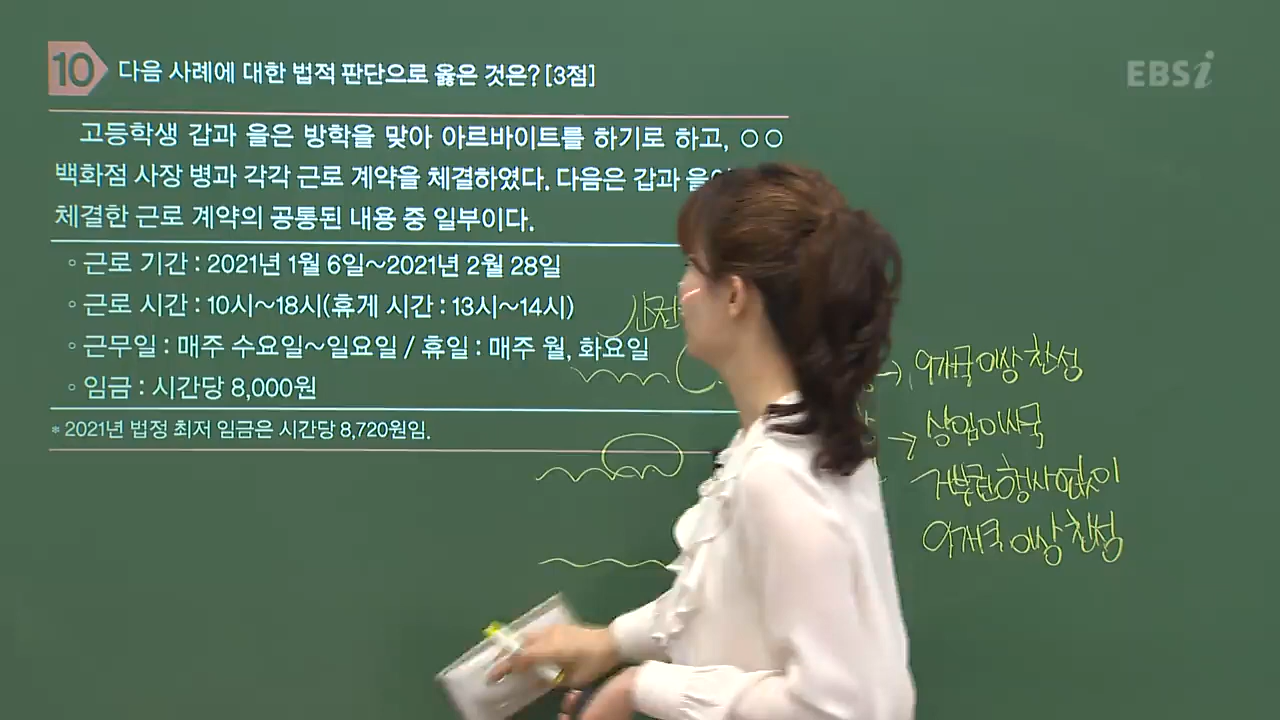 10 다음 사례에 대한 법적 판단으로 옳은 것은? [3점]
EBSi
고등학생 갑과 을은 방학을 맞아 아르바이트를 하기로 하고, ○○
백화점 사장 병과 각각 근로 계약을 체결하였다. 다음은 갑과
체결한 근로 계약의 공통된 내용 중 일부이다.
◦ 근로 기간 : 2021년 1월 6일~2021년 2월 28일
◦ 근로 시간 : 10시~18시(휴게 시간 : 13시~14시)
◦ 근무일 : 매주 수요일~일요일 / 휴일 : 매주 월, 화요일
◦ 임금 : 시간당 8,000원
* 2021년 법정 최저 임금은 시간당 8,720원임.
→ 9개국 이상 찬성
→ 상임이사국
거부권 행사 없이
9개국 이상 찬성